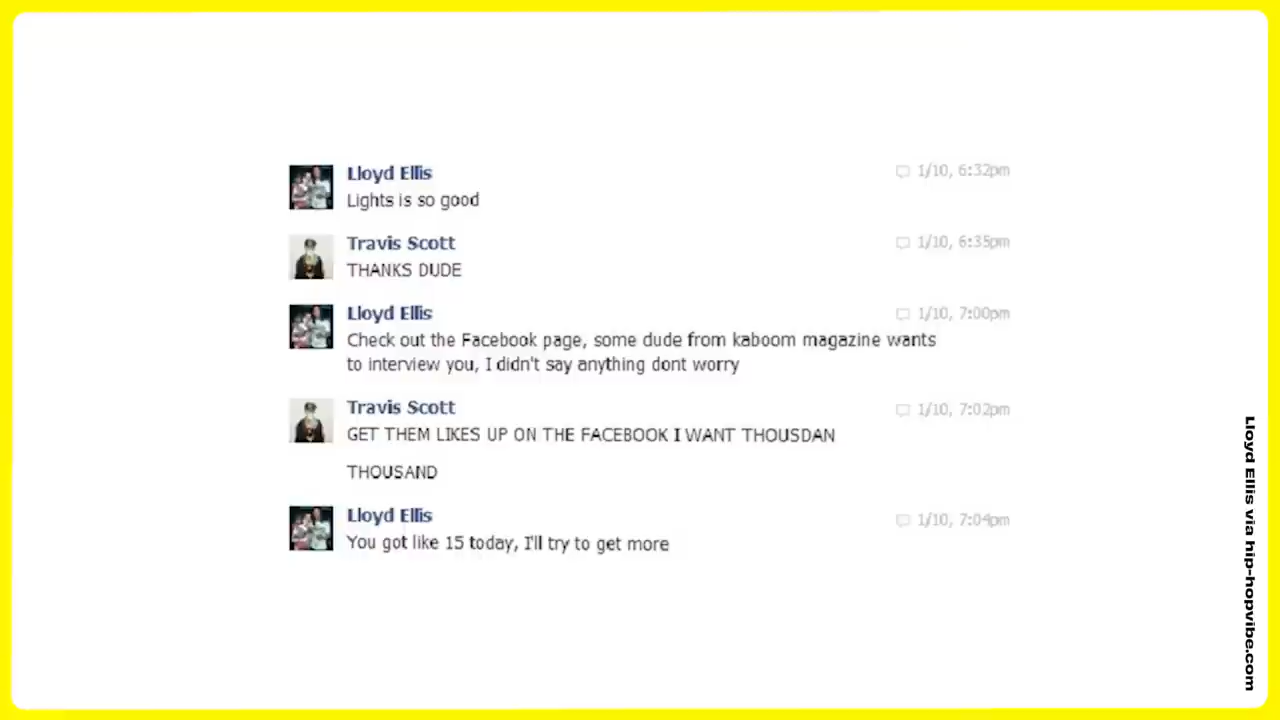 Lloyd Ellis
1/10, 6:32pm
Lights is so good
Travis Scott
1/10, 6:35pm
THANKS DUDE
Lloyd Ellis
1/10, 7:00pm
Check out the Facebook page, some dude from kaboom magazine wants
to interview you, I didn't say anything dont worry
Travis Scott
1/10, 7:02pm
GET THEM LIKES UP ON THE FACEBOOK I WANT THOUSDAN
THOUSAND
Lloyd Ellis
1/10, 7:04pm
You got like 15 today, I'll try to get more
Lloyd Ellis via hip-hopvibe.com